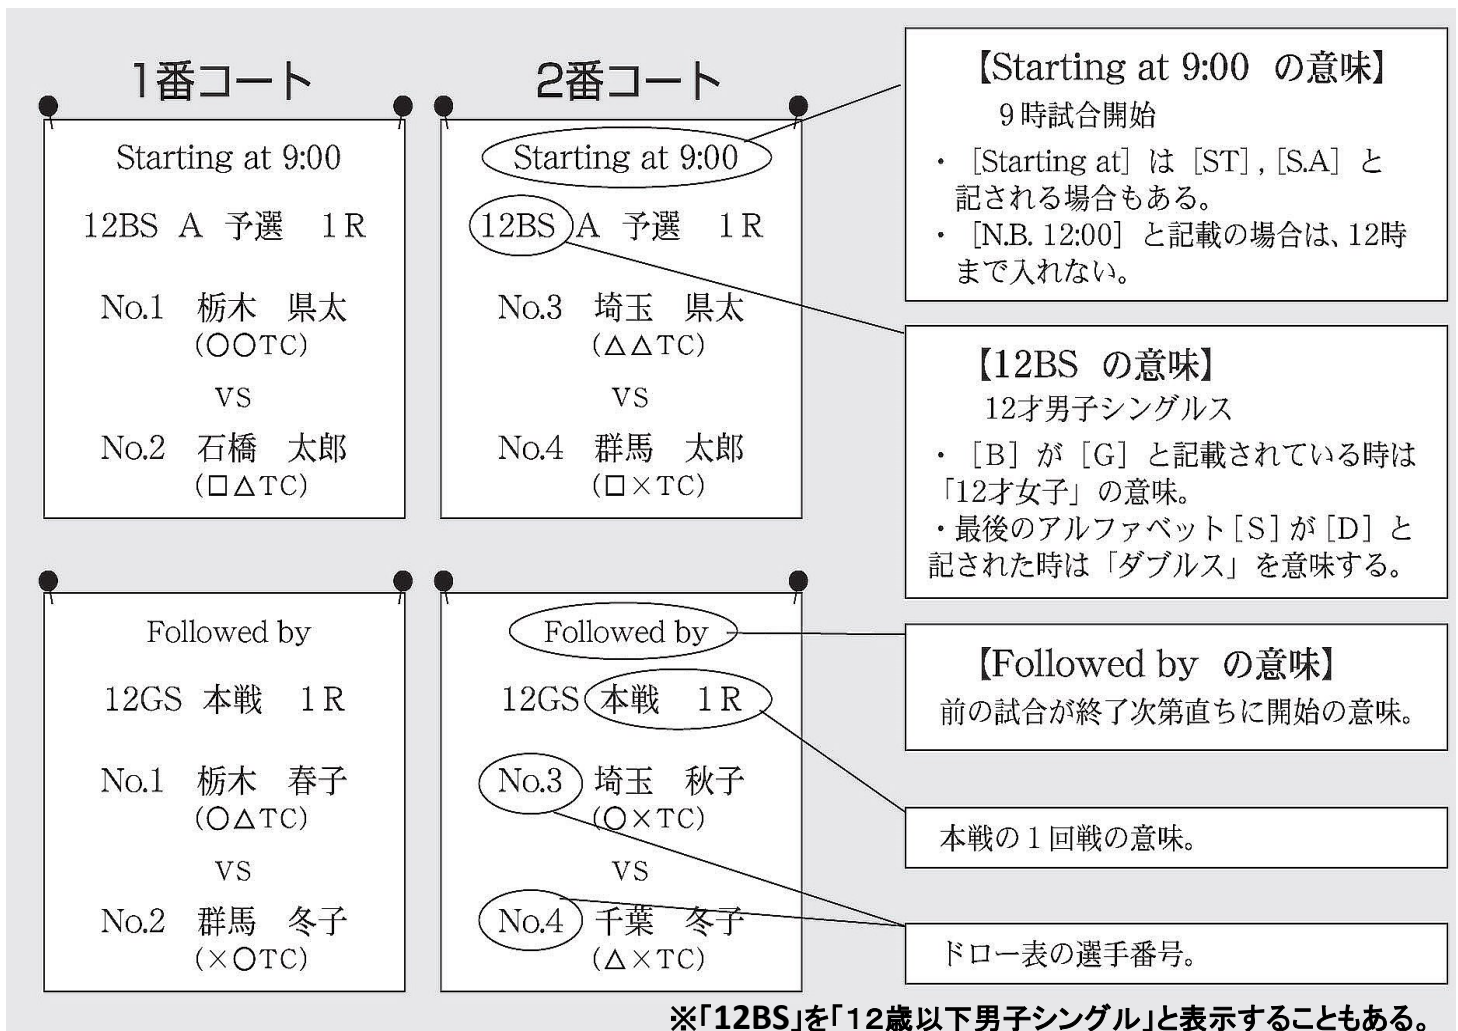 1番コート
Starting at 9:00
12BS A 予選 1R
No.1 栃木 県太
(○○TC)
vs
No.2 石橋 太郎
(□△TC)
Followed by
12GS 本戦 1R
No.1 栃木 春子
(○△TC)
vs
No.2 群馬 冬子
(×○TC)
2番コート
Starting at 9:00
12BS A 予選 1R
No.3 埼玉 県太
(△△TC)
vs
No.4 群馬 太郎
(□×TC)
Followed by
12GS 本戦 1R
No.3 埼玉 秋子
(○×TC)
vs
No.4 千葉 冬子
(△×TC)
【Starting at 9:00 の意味】
9時試合開始
・［Starting at］は［ST］,［S.A］と
記される場合もある。
・［N.B. 12:00］と記載の場合は、12時
まで入れない。
【12BS の意味】
12才男子シングルス
・［B］が［G］と記載されている時は
「12才女子」の意味。
・最後のアルファベット［S］が［D］と
記された時は「ダブルス」を意味する。
【Followed by の意味】
前の試合が終了次第直ちに開始の意味。
本戦の1回戦の意味。
ドロー表の選手番号。
※「12BS」を「12歳以下男子シングル」と表示することもある。